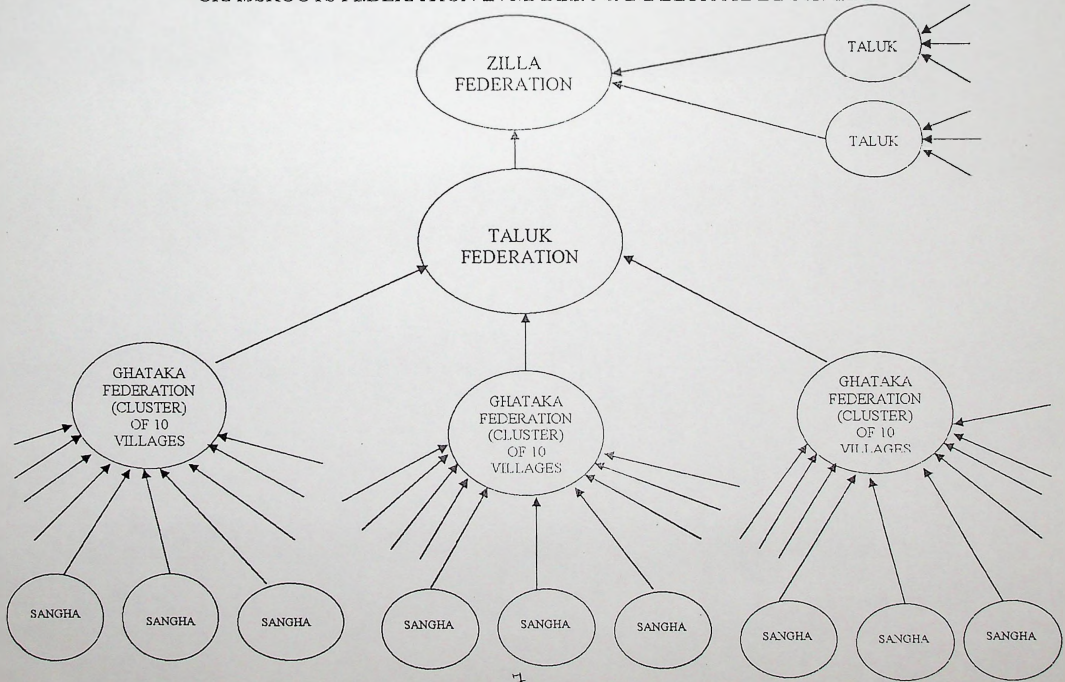 ZILLA
FEDERATION
TALUK
TALUK
TALUK
FEDERATION
GHATAKA
FEDERATION
(CLUSTER)
OF 10
VILLAGES
GHATAKA
FEDERATION
(CLUSTER)
OF 10
VILLAGES
GHATAKA
FEDERATION
(CLUSTER)
OF 10
VILLAGES
SANGHA
SANGHA
SANGHA
SANGHA
SANGHA
SANGHA
SANGHA
SANGHA
SANGHA
7